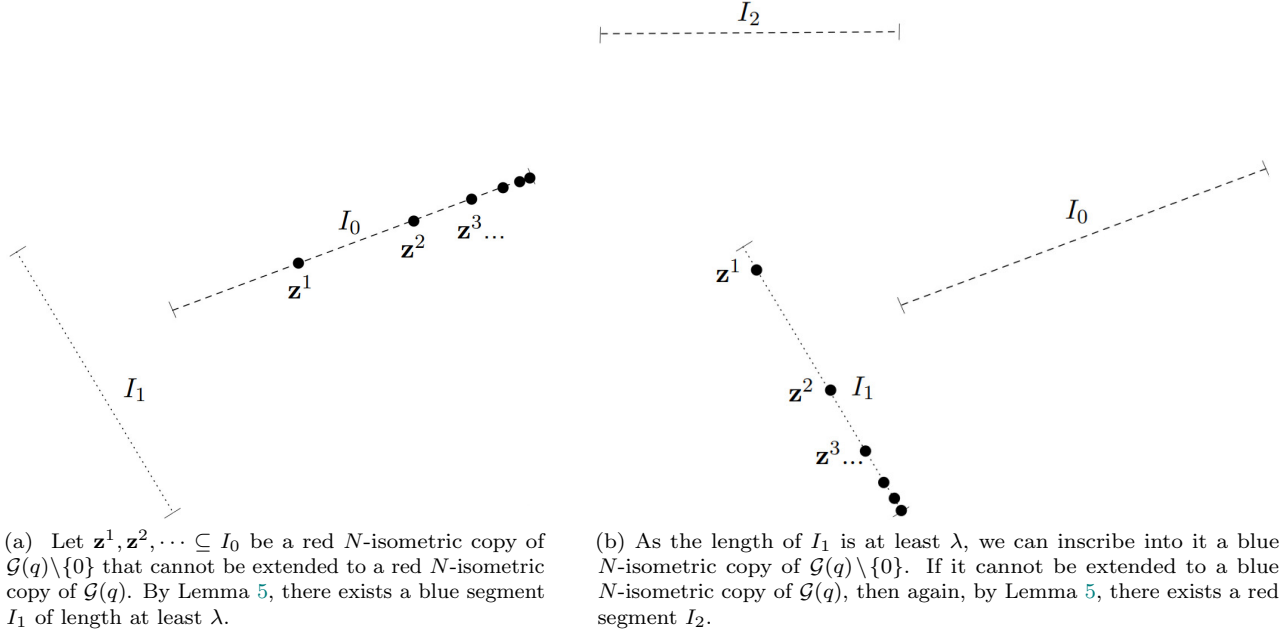 I₂
I₀
z¹
z²
z³...
I₁
I₀
z¹
z²
I₁
z³...
(a) Let z¹, z², ⋯ ⊆ I₀ be a red N-isometric copy of
𝒢(q)\{0} that cannot be extended to a red N-isometric
copy of 𝒢(q). By Lemma 5, there exists a blue segment
I₁ of length at least λ.
(b) As the length of I₁ is at least λ, we can inscribe into it a blue
N-isometric copy of 𝒢(q)\{0}. If it cannot be extended to a blue
N-isometric copy of 𝒢(q), then again, by Lemma 5, there exists a red
segment I₂.